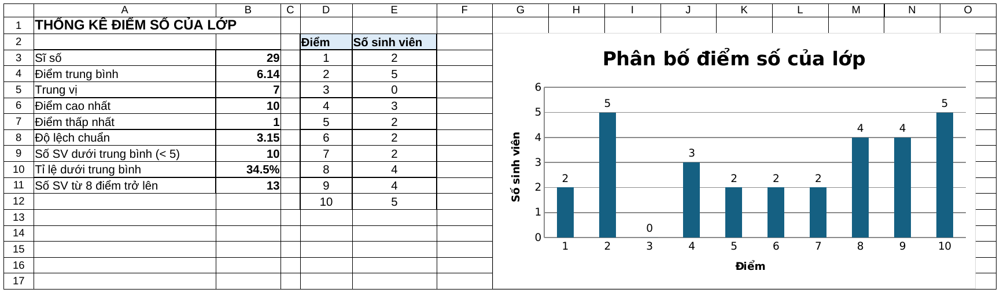 A B C D E F G H I J K L M N O
1 THỐNG KÊ ĐIỂM SỐ CỦA LỚP
2 Điểm Số sinh viên
3 Sĩ số 29 1 2
4 Điểm trung bình 6.14 2 5
5 Trung vị 7 3 0
6 Điểm cao nhất 10 4 3
7 Điểm thấp nhất 1 5 2
8 Độ lệch chuẩn 3.15 6 2
9 Số SV dưới trung bình (< 5) 10 7 2
10 Tỉ lệ dưới trung bình 34.5% 8 4
11 Số SV từ 8 điểm trở lên 13 9 4
12 10 5
13
14
15
16
17
Phân bố điểm số của lớp
Số sinh viên
6
5
4
3
2
1
0
2 5 0 3 2 2 2 4 4 5
1 2 3 4 5 6 7 8 9 10
Điểm